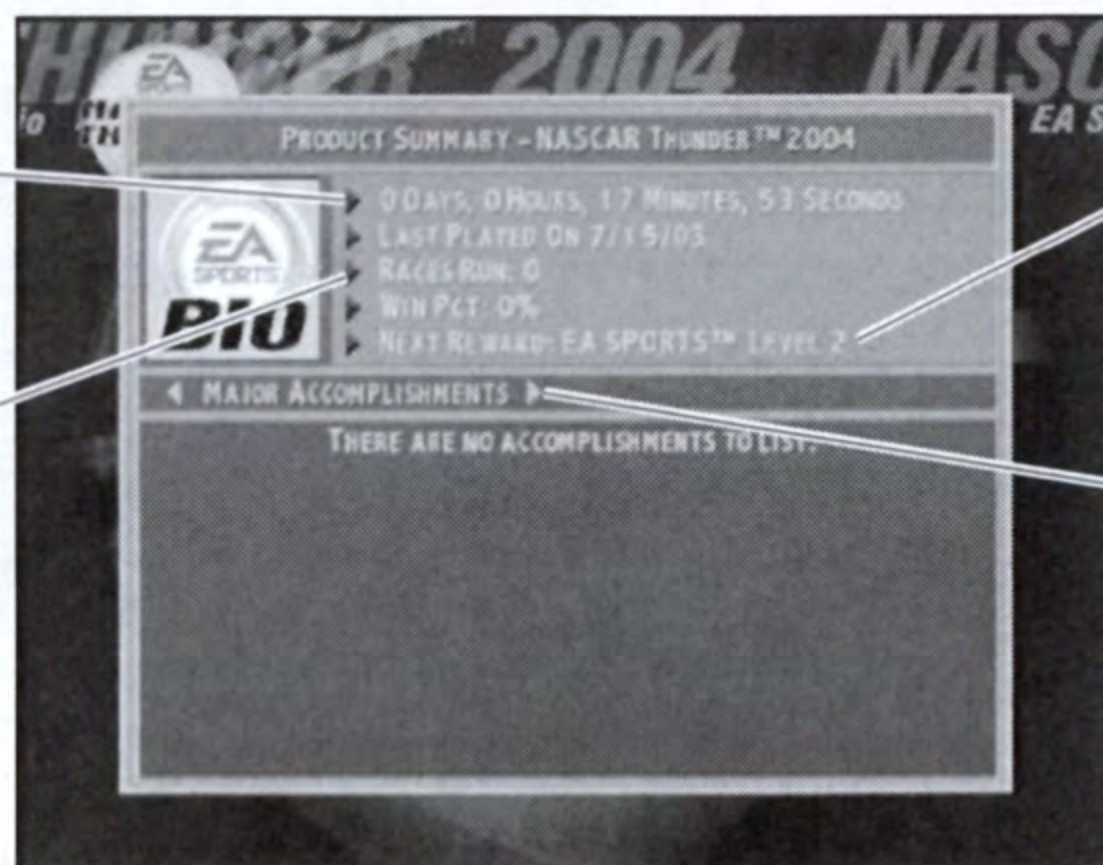 THUNDER 2004 NASC
EA S
EA
PRODUCT SUMMARY – NASCAR THUNDER™ 2004
0 DAYS, 0 HOURS, 17 MINUTES, 53 SECONDS
LAST PLAYED ON 7/15/03
RACES RUN: 0
WIN PCT: 0%
NEXT REWARD: EA SPORTS™ LEVEL 2
EA
SPORTS
BIO
MAJOR ACCOMPLISHMENTS
THERE ARE NO ACCOMPLISHMENTS TO LIST.